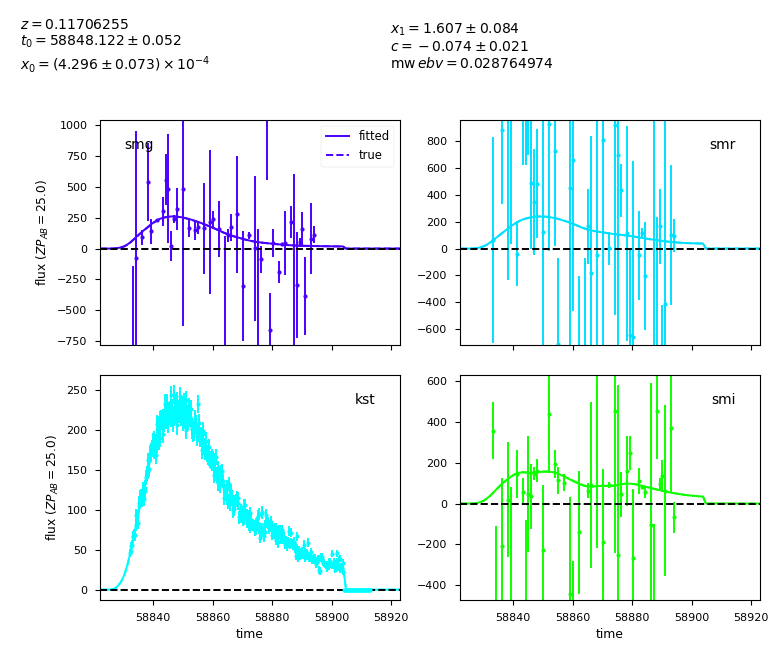 z = 0.11706255
t₀ = 58848.122 ± 0.052
x₀ = (4.296 ± 0.073) × 10⁻⁴
x₁ = 1.607 ± 0.084
c = −0.074 ± 0.021
mw ebv = 0.028764974
smg
fitted
true
1000
750
500
250
0
−250
−500
−750
flux (ZP_AB = 25.0)
smr
800
600
400
200
0
−200
−400
−600
kst
250
200
150
100
50
0
flux (ZP_AB = 25.0)
58840 58860 58880 58900 58920
time
smi
600
400
200
0
−200
−400
58840 58860 58880 58900 58920
time